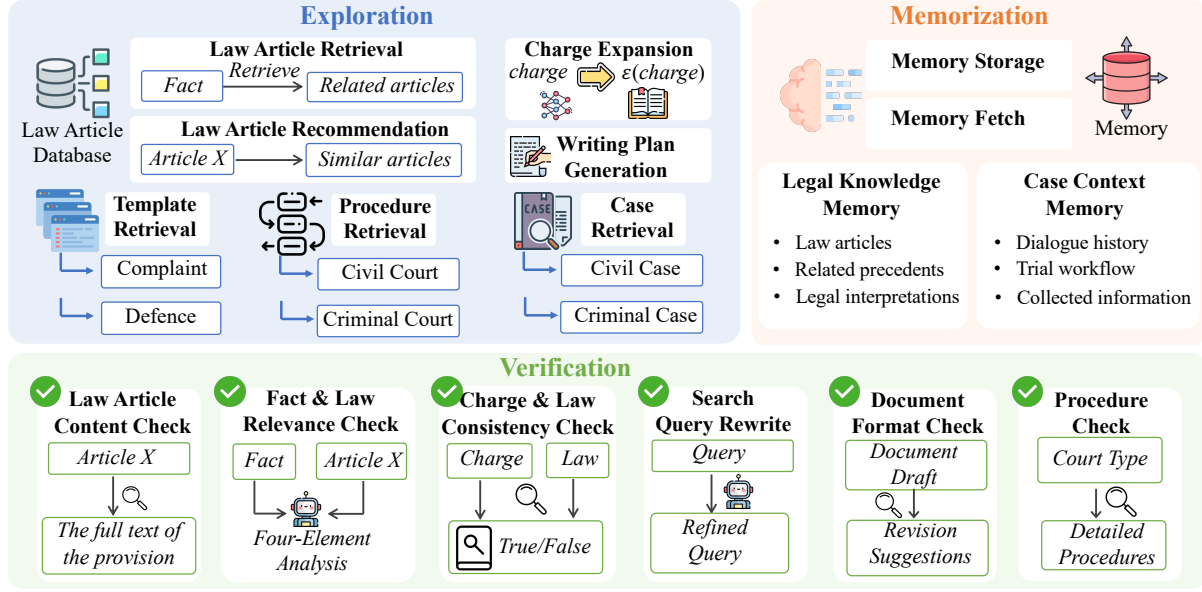 Exploration
Law Article
Database
Law Article Retrieval
Fact
Retrieve
Related articles
Law Article Recommendation
Article X
Similar articles
Charge Expansion
charge
ε(charge)
Writing Plan
Generation
Template
Retrieval
Complaint
Defence
Procedure
Retrieval
Civil Court
Criminal Court
CASE
Case
Retrieval
Civil Case
Criminal Case
Memorization
Memory Storage
Memory Fetch
Memory
Legal Knowledge
Memory
• Law articles
• Related precedents
• Legal interpretations
Case Context
Memory
• Dialogue history
• Trial workflow
• Collected information
Verification
Law Article
Content Check
Article X
The full text of
the provision
Fact & Law
Relevance Check
Fact
Article X
Four-Element
Analysis
Charge & Law
Consistency Check
Charge
Law
True/False
Search
Query Rewrite
Query
Refined
Query
Document
Format Check
Document
Draft
Revision
Suggestions
Procedure
Check
Court Type
Detailed
Procedures